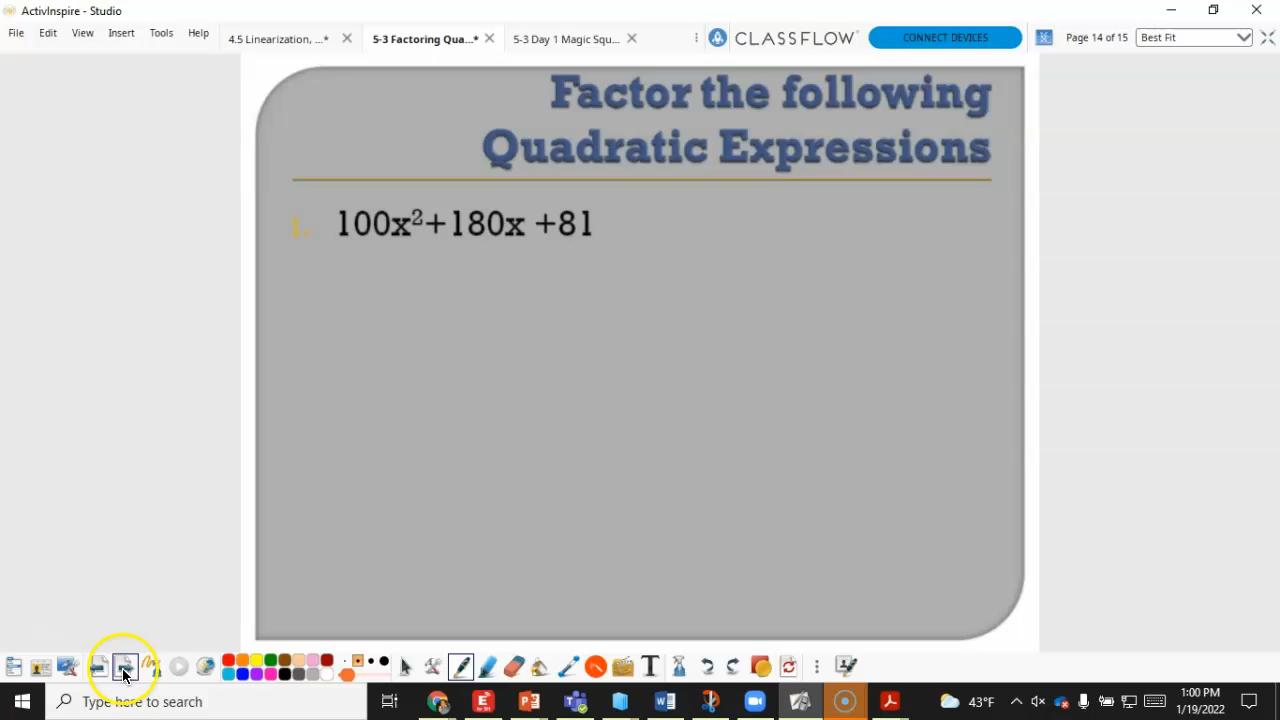 ActivInspire - Studio
File Edit View Insert Tools Help
4.5 Linearization, ...* 5-3 Factoring Qua...* 5-3 Day 1 Magic Squ...
CLASSFLOW
CONNECT DEVICES
Page 14 of 15
Best Fit
Factor the following
Quadratic Expressions
1. 100x²+180x +81
T
Type here to search
43°F
1:00 PM
1/19/2022